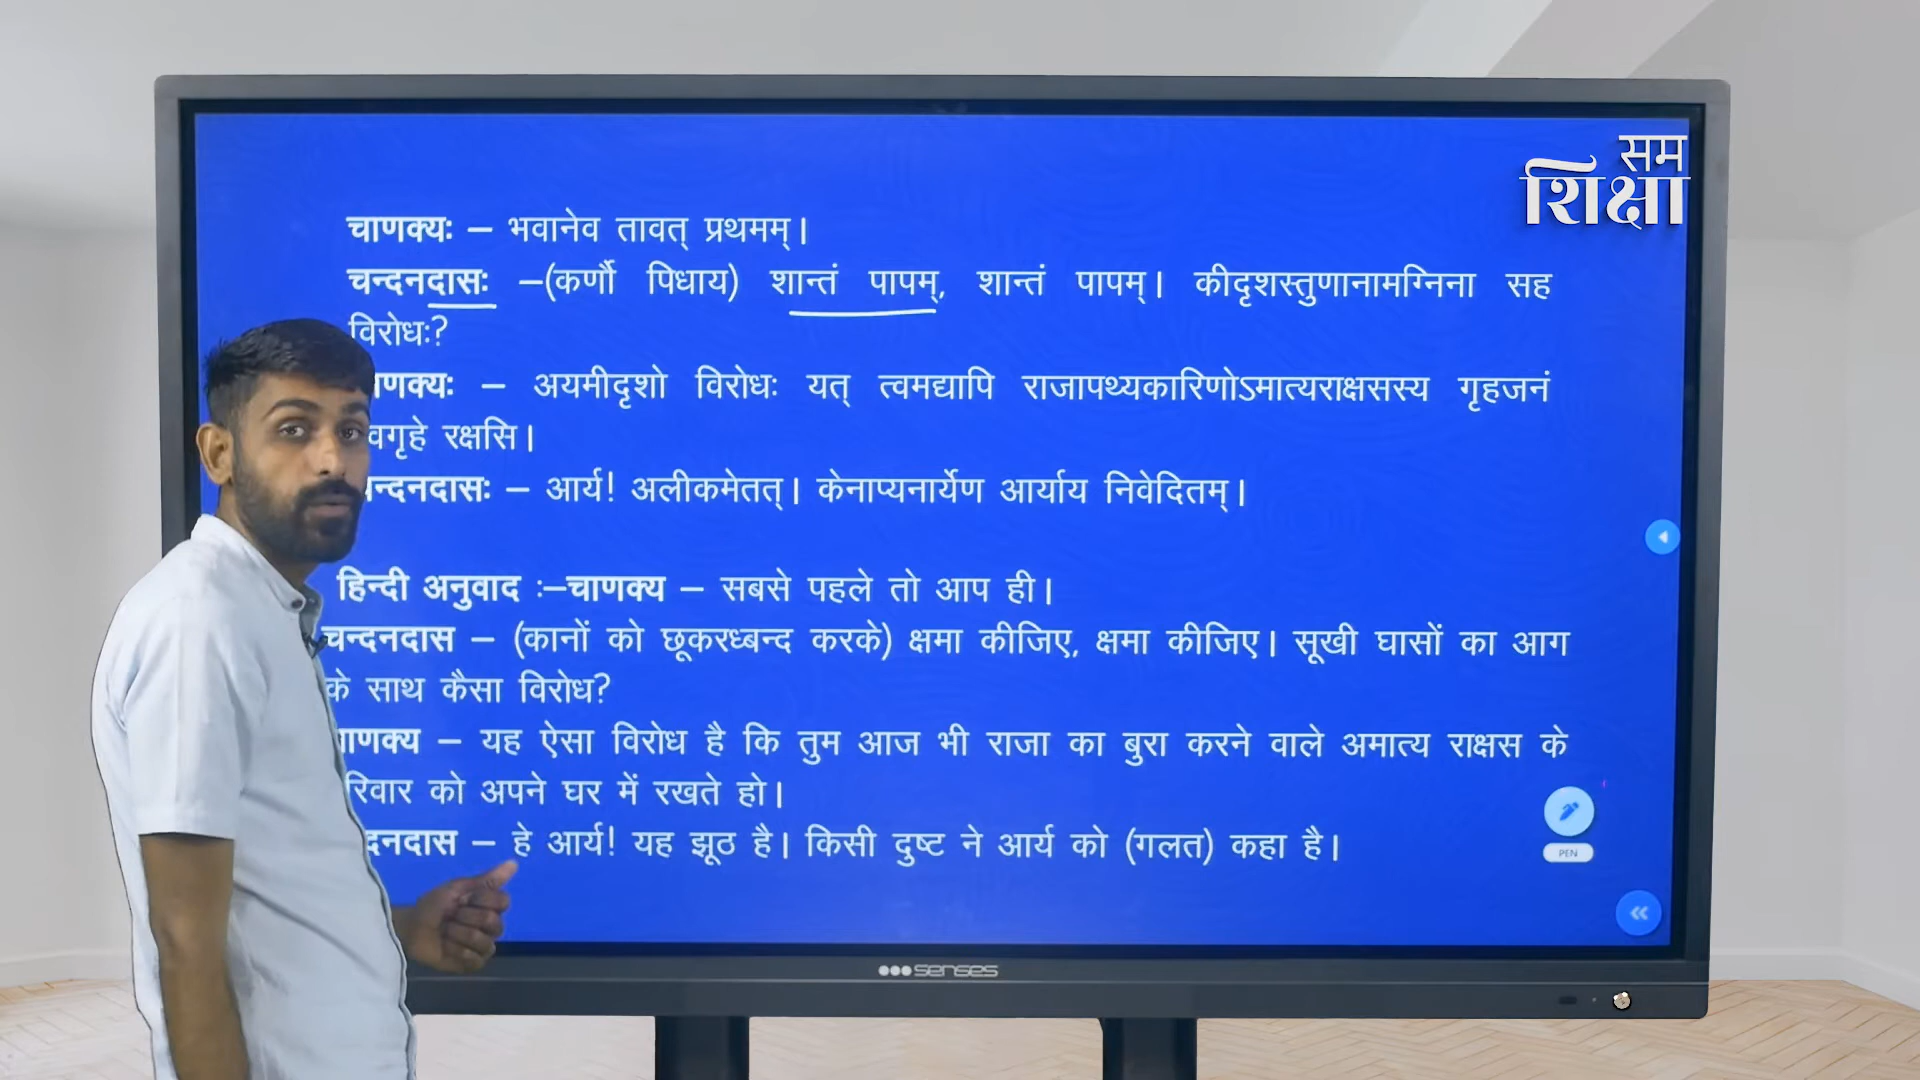 सम
शिक्षा
चाणक्यः – भवानेव तावत् प्रथमम्।
चन्दनदासः –(कर्णौ पिधाय) शान्तं पापम्, शान्तं पापम्। कीदृशस्तुणानामग्निना सह
विरोधः?
णक्यः – अयमीदृशो विरोधः यत् त्वमद्यापि राजापथ्यकारिणोऽमात्यराक्षसस्य गृहजनं
वगृहे रक्षसि।
न्दनदासः – आर्य! अलीकमेतत्। केनाप्यनार्येण आर्याय निवेदितम्।
हिन्दी अनुवाद :–चाणक्य – सबसे पहले तो आप ही।
चन्दनदास – (कानों को छूकरध्बन्द करके) क्षमा कीजिए, क्षमा कीजिए। सूखी घासों का आग
के साथ कैसा विरोध?
ाणक्य – यह ऐसा विरोध है कि तुम आज भी राजा का बुरा करने वाले अमात्य राक्षस के
रिवार को अपने घर में रखते हो।
दनदास – हे आर्य! यह झूठ है। किसी दुष्ट ने आर्य को (गलत) कहा है।
PEN
senses